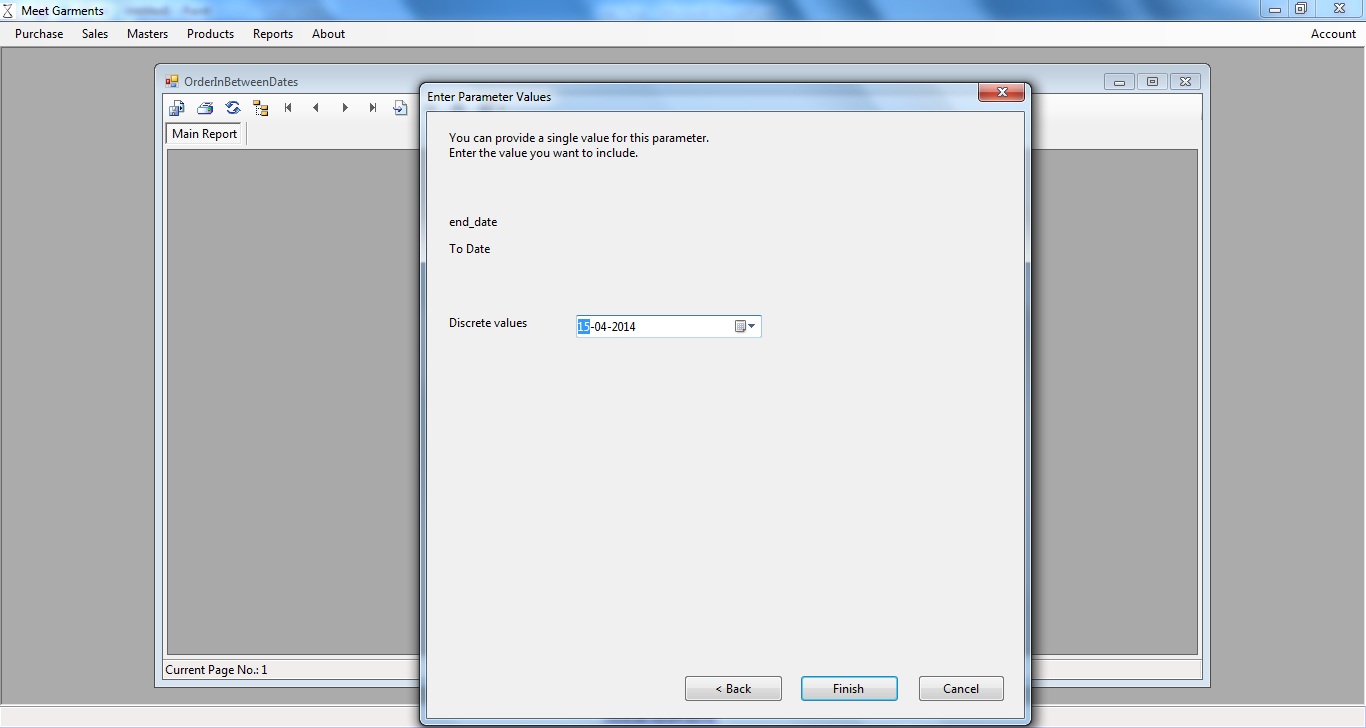 Meet Garments
Purchase Sales Masters Products Reports About Account
OrderInBetweenDates
Main Report
Enter Parameter Values
You can provide a single value for this parameter.
Enter the value you want to include.
end_date
To Date
Discrete values 15-04-2014
< Back Finish Cancel
Current Page No.: 1